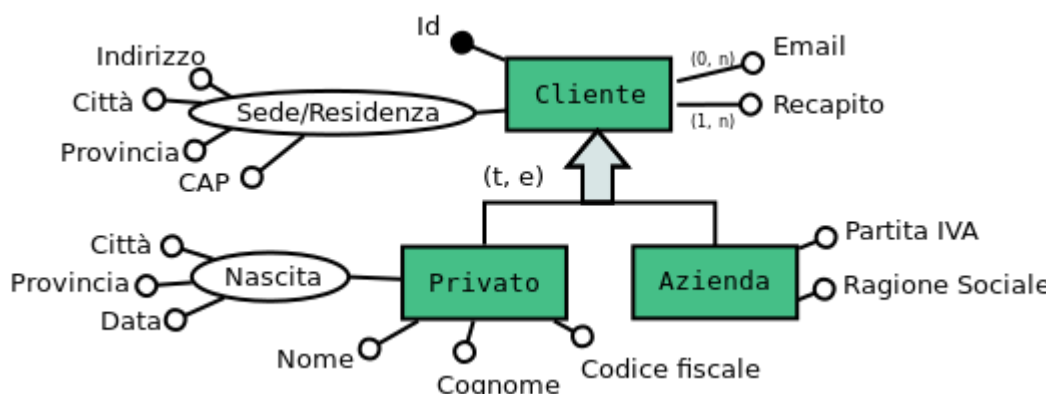 Id
Email
Indirizzo
(0, n)
Città
Cliente
Sede/Residenza
Recapito
(1, n)
Provincia
CAP
(t, e)
Città
Partita IVA
Provincia
Nascita
Privato
Azienda
Ragione Sociale
Data
Nome
Codice fiscale
Cognome